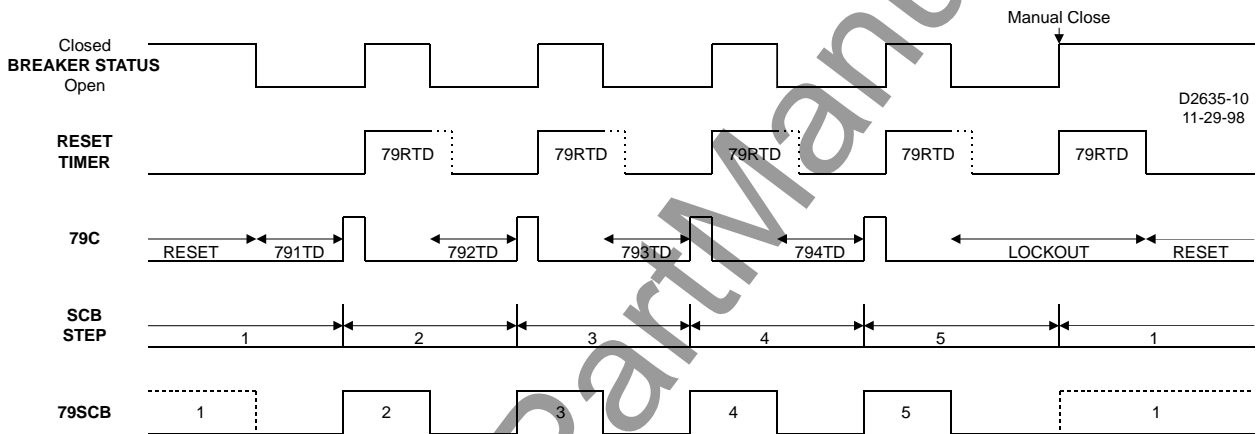 Manual Close
Closed
BREAKER STATUS
Open
D2635-10
11-29-98
RESET
TIMER
79RTD 79RTD 79RTD 79RTD 79RTD
79C
RESET 791TD 792TD 793TD 794TD LOCKOUT RESET
SCB
STEP
1 2 3 4 5 1
79SCB
1 2 3 4 5 1
PartManu